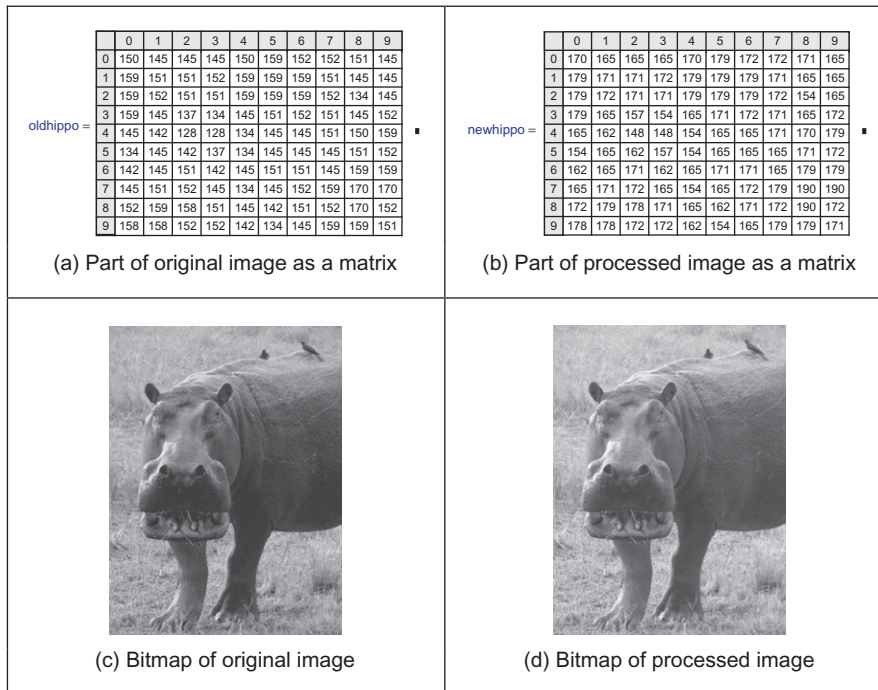 0 1 2 3 4 5 6 7 8 9
0 150 145 145 145 150 159 152 152 151 145
1 159 151 151 152 159 159 159 151 145 145
2 159 152 151 151 159 159 159 152 134 145
3 159 145 137 134 145 151 152 151 145 152
oldhippo =
4 145 142 128 128 134 145 145 151 150 159
5 134 145 142 137 134 145 145 145 151 152
6 142 145 151 142 145 151 151 145 159 159
7 145 151 152 145 134 145 152 159 170 170
8 152 159 158 151 145 142 151 152 170 152
9 158 158 152 152 142 134 145 159 159 151
(a) Part of original image as a matrix
0 1 2 3 4 5 6 7 8 9
0 170 165 165 165 170 179 172 172 171 165
1 179 171 171 172 179 179 179 171 165 165
2 179 172 171 171 179 179 179 172 154 165
3 179 165 157 154 165 171 172 171 165 172
newhippo =
4 165 162 148 148 154 165 165 171 170 179
5 154 165 162 157 154 165 165 165 171 172
6 162 165 171 162 165 171 171 165 179 179
7 165 171 172 165 154 165 172 179 190 190
8 172 179 178 171 165 162 171 172 190 172
9 178 178 172 172 162 154 165 179 179 171
(b) Part of processed image as a matrix
(c) Bitmap of original image
(d) Bitmap of processed image